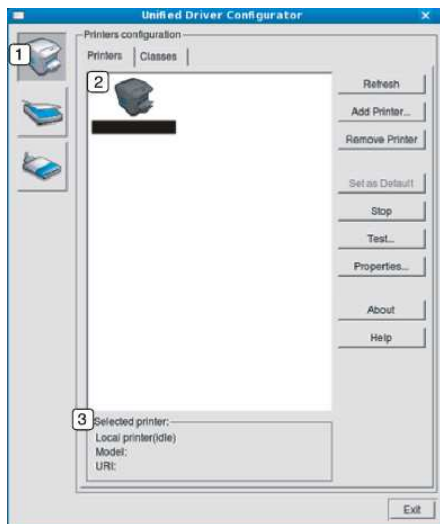 Unified Driver Configurator
Printers configuration
1
Printers Classes
2
Refresh
Add Printer...
Remove Printer
Set as Default
Stop
Test...
Properties...
About
Help
3
Selected printer:
Local printer(idle)
Model:
URI:
Exit